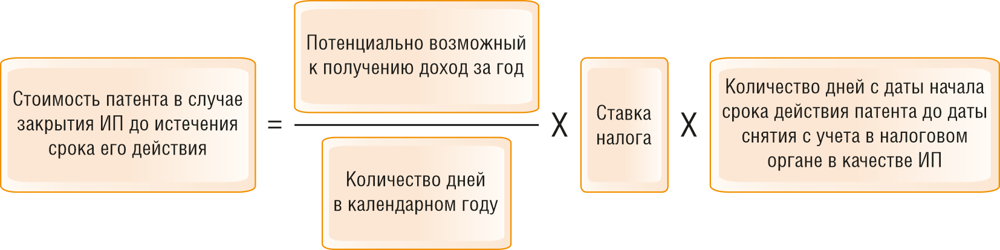 Стоимость патента в случае
закрытия ИП до истечения
срока его действия
=
Потенциально возможный
к получению доход за год
Количество дней
в календарном году
X
Ставка
налога
X
Количество дней с даты начала
срока действия патента до даты
снятия с учета в налоговом
органе в качестве ИП